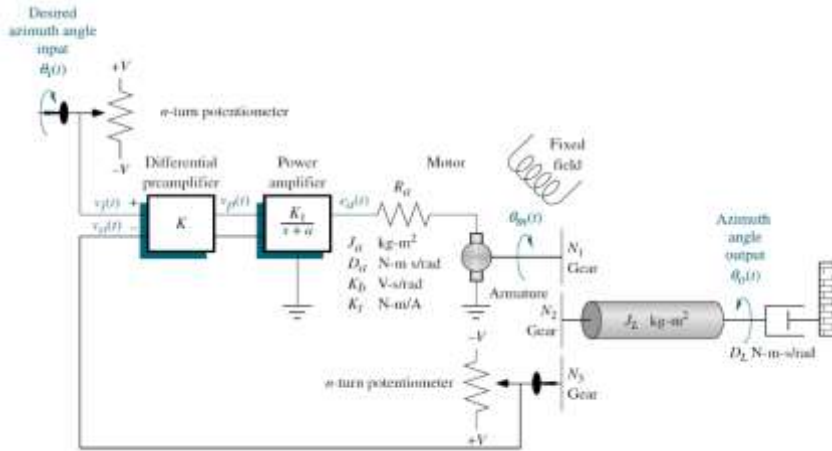 Desired
azimuth angle
input
θi(t)
+V
n-turn potentiometer
−V
Differential
preamplifier
Power
amplifier
Motor
Fixed
field
vi(t) +
vo(t) −
K
vp(t)
K1
s + a
ea(t)
Ra
θm(t)
Ja kg-m²
Da N-m s/rad
Kb V-s/rad
Kt N-m/A
Armature
N1
Gear
N2
Gear
JL kg-m²
Azimuth
angle
output
θo(t)
DL N-m-s/rad
−V
n-turn potentiometer
+V
N3
Gear